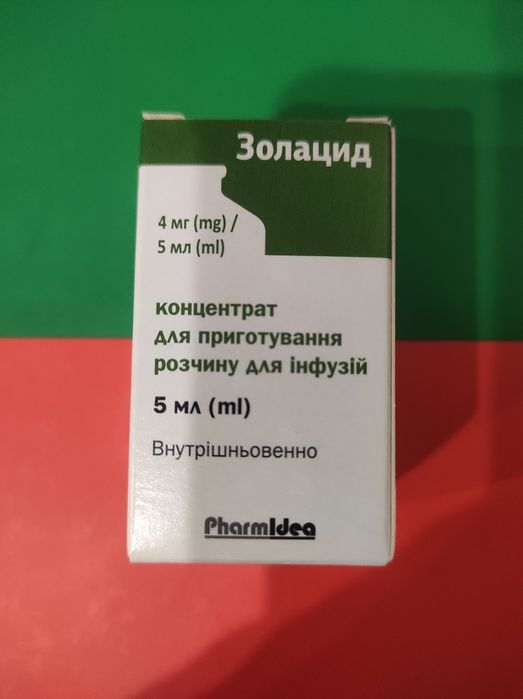 Золацид
4 мг (mg) /
5 мл (ml)
концентрат
для приготування
розчину для інфузій
5 мл (ml)
Внутрішньовенно
PharmIdea